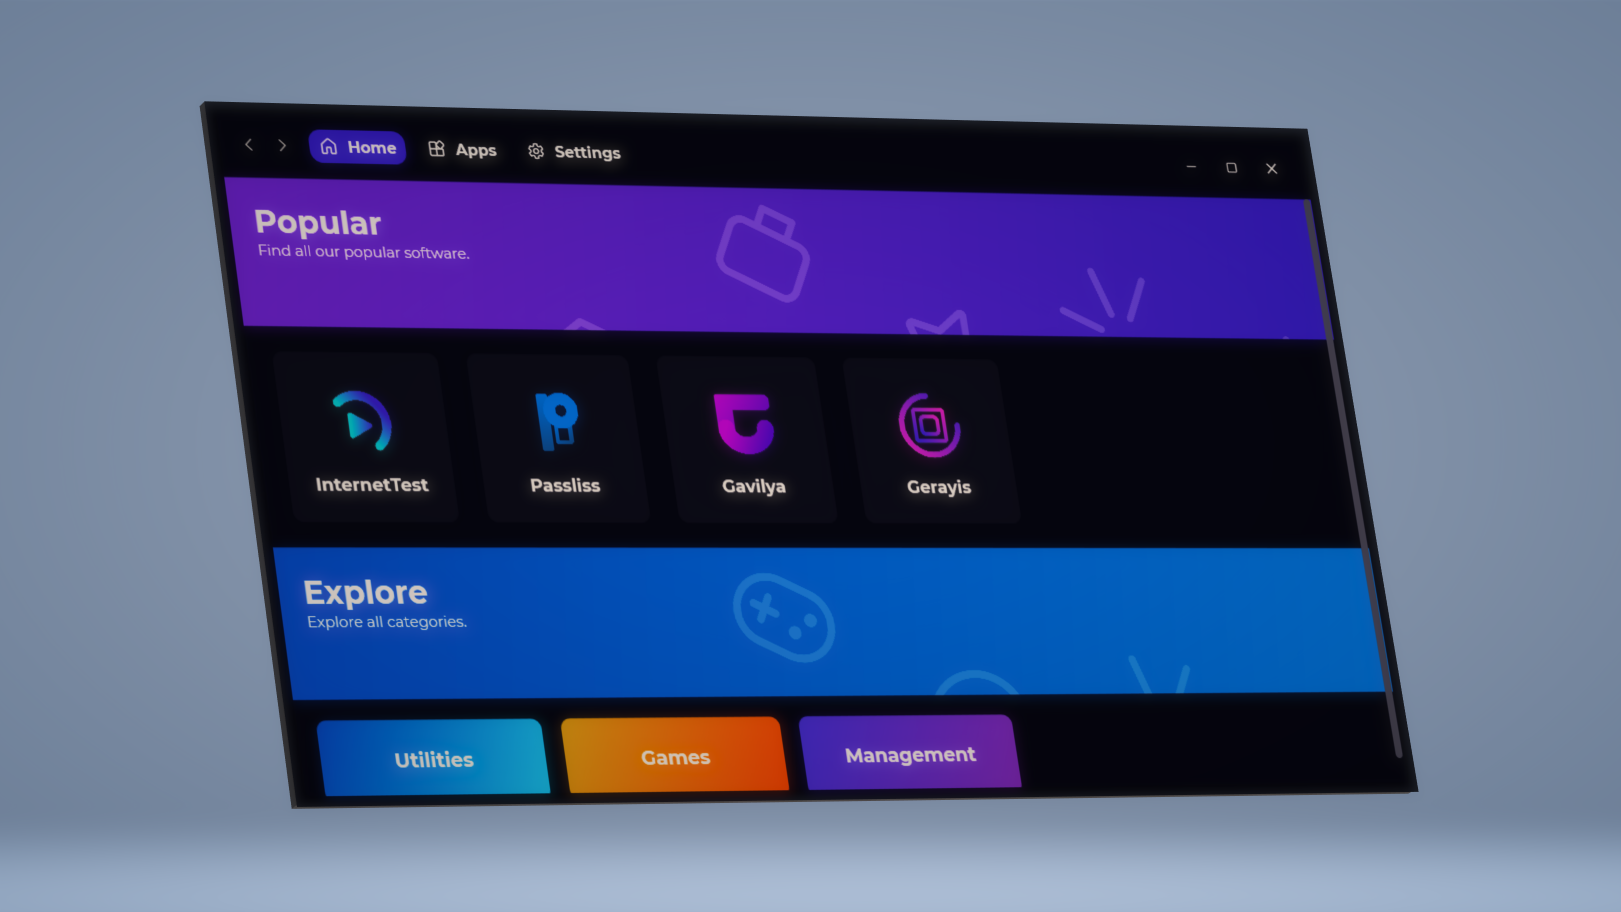 Home Apps Settings
Popular
Find all our popular software.
InternetTest Passliss Gavilya Gerayis
Explore
Explore all categories.
Utilities Games Management